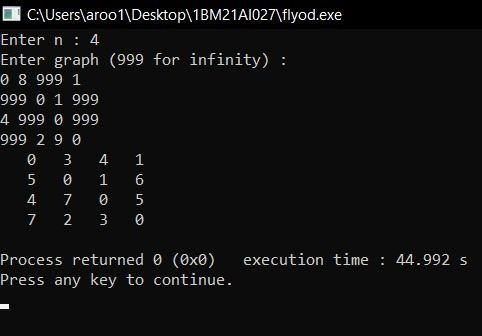 C:\Users\aroo1\Desktop\1BM21AI027\flyod.exe
Enter n : 4
Enter graph (999 for infinity) :
0 8 999 1
999 0 1 999
4 999 0 999
999 2 9 0
0 3 4 1
5 0 1 6
4 7 0 5
7 2 3 0
Process returned 0 (0x0) execution time : 44.992 s
Press any key to continue.